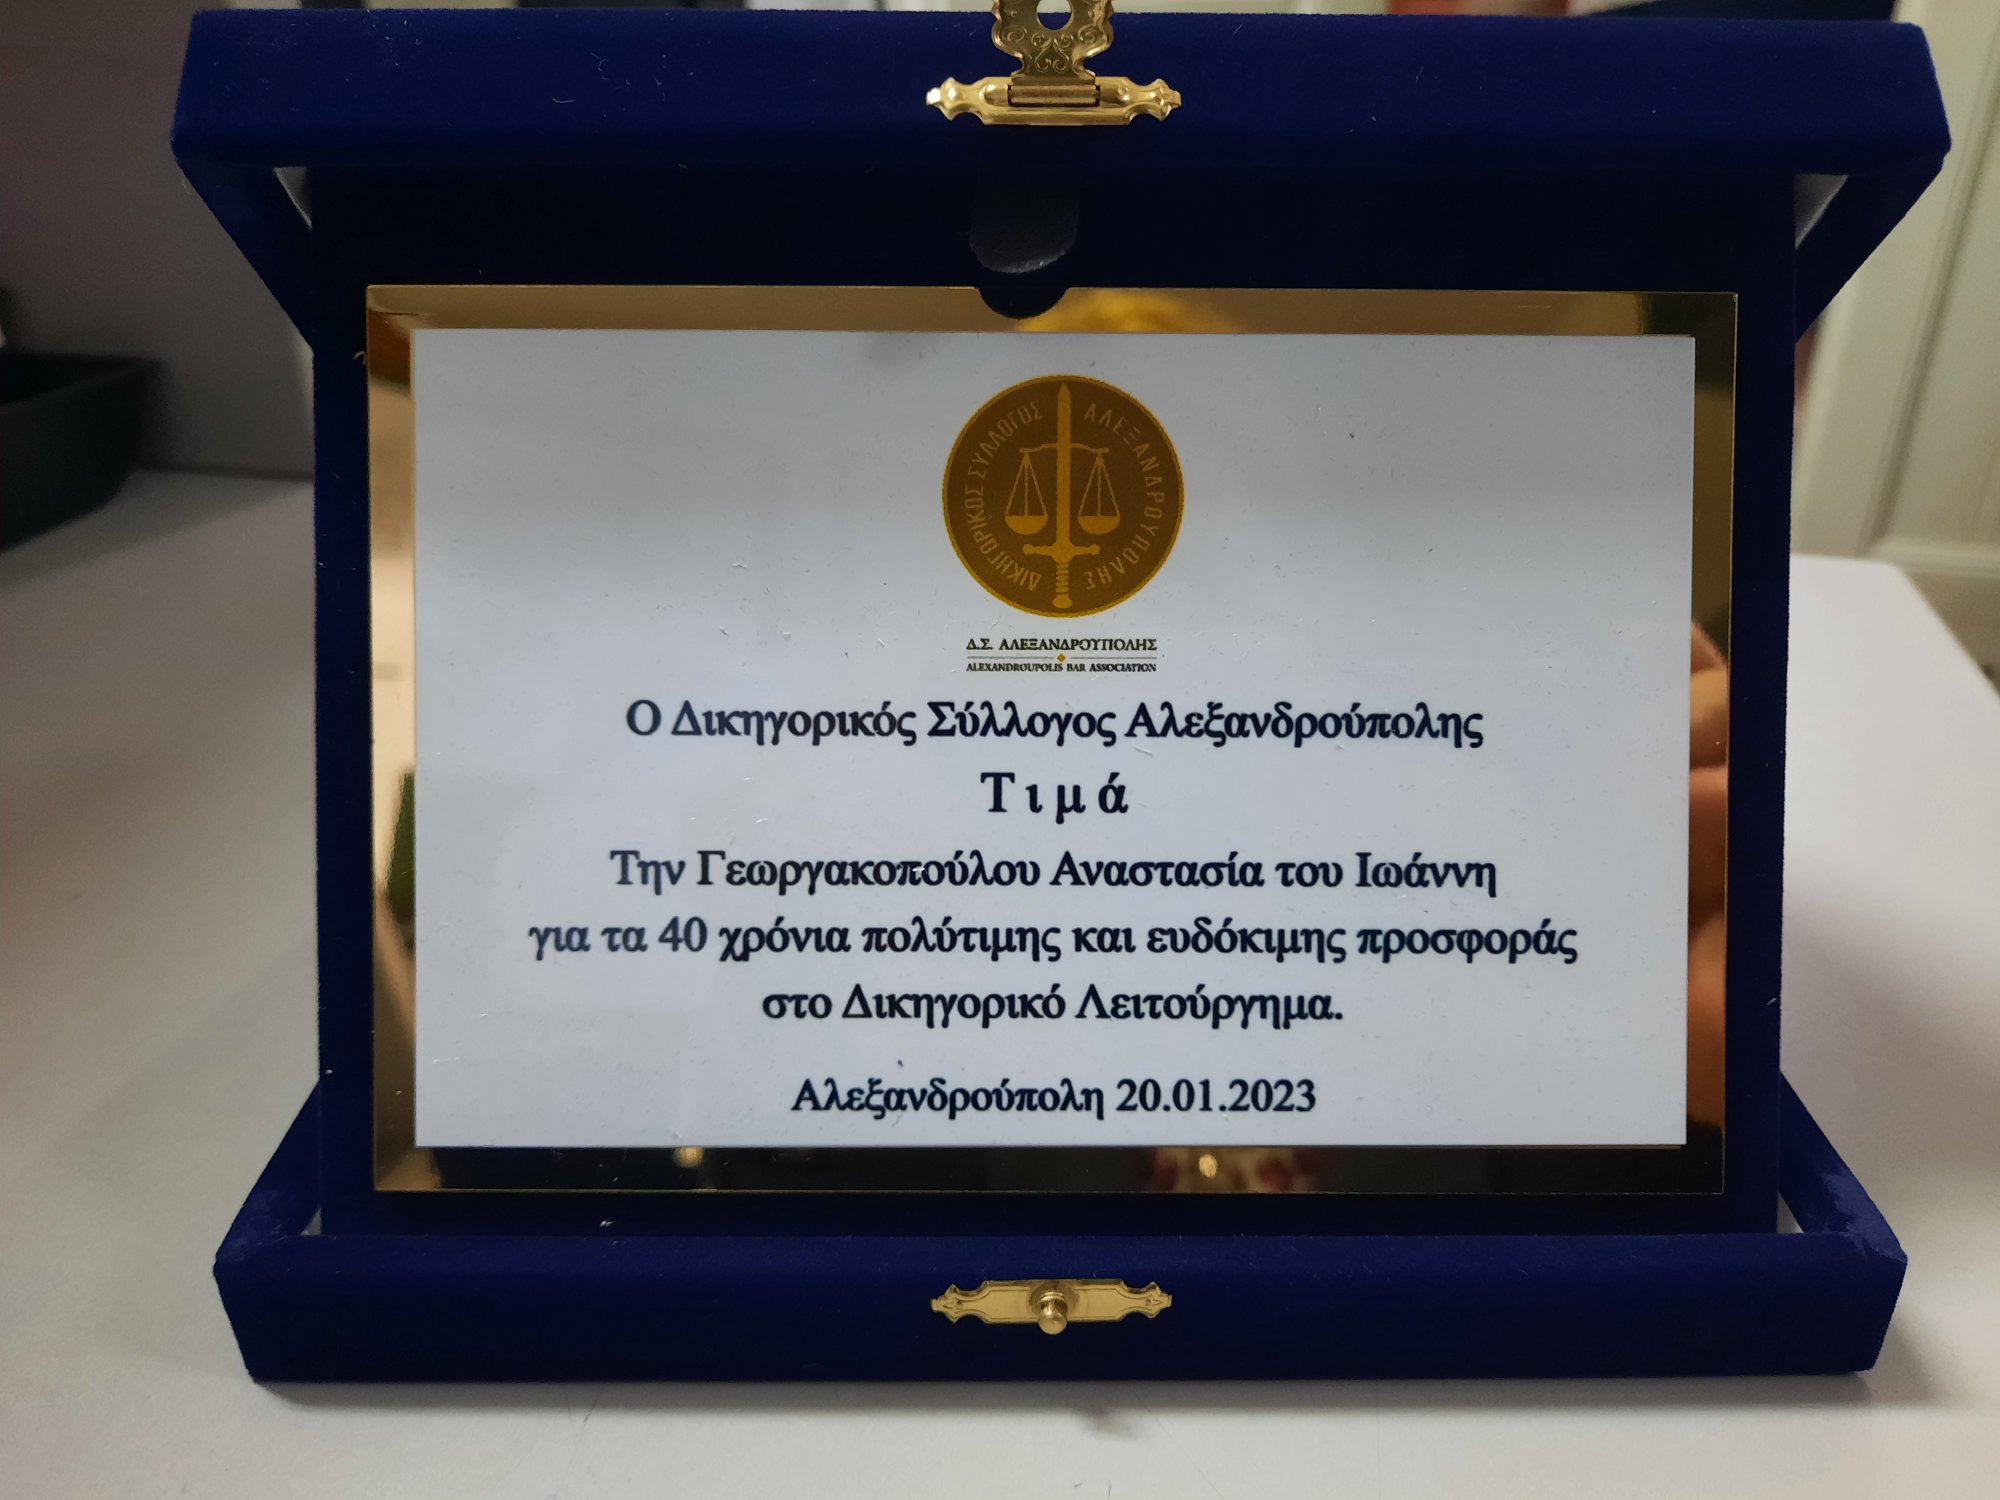 ΔΙΚΗΓΟΡΙΚΟΣ ΣΥΛΛΟΓΟΣ ΑΛΕΞΑΝΔΡΟΥΠΟΛΗΣ
Δ.Σ. ΑΛΕΞΑΝΔΡΟΥΠΟΛΗΣ
ALEXANDROUPOLIS BAR ASSOCIATION
Ο Δικηγορικός Σύλλογος Αλεξανδρούπολης
Τιμά
Την Γεωργακοπούλου Αναστασία του Ιωάννη
για τα 40 χρόνια πολύτιμης και ευδόκιμης προσφοράς
στο Δικηγορικό Λειτούργημα.
Αλεξανδρούπολη 20.01.2023